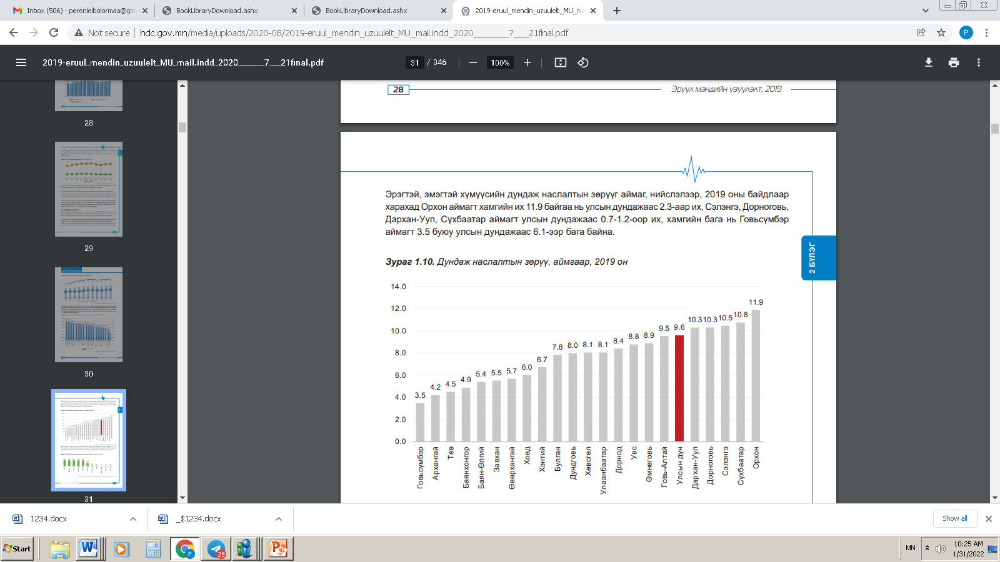 Inbox (506) - perenleibolormaa@gm
BookLibraryDownload.ashx
BookLibraryDownload.ashx
2019-eruul_mendin_uzuulelt_MU_ma
Not secure
hdc.gov.mn/media/uploads/2020-08/2019-eruul_mendin_uzuulelt_MU_mail.indd_2020________7___21final.pdf
P
2019-eruul_mendin_uzuulelt_MU_mail.indd_2020______7___21final.pdf
31 / 346
100%
28
29
30
31
28
Эрүүл мэндийн үзүүлэлт, 2019
Эрэгтэй, эмэгтэй хүмүүсийн дундаж наслалтын зөрүүг аймаг, нийслэлээр, 2019 оны байдлаар
харахад Орхон аймагт хамгийн их 11.9 байгаа нь улсын дундажаас 2.3-аар их, Сэлэнгэ, Дорноговь,
Дархан-Уул, Сүхбаатар аймагт улсын дундажаас 0.7-1.2-оор их, хамгийн бага нь Говьсүмбэр
аймагт 3.5 буюу улсын дундажаас 6.1-ээр бага байна.
2 БҮЛЭГ
Зураг 1.10. Дундаж наслалтын зөрүү, аймгаар, 2019 он
14.0
12.0
10.0
8.0
6.0
4.0
2.0
0.0
3.5
4.2
4.5
4.9
5.4
5.5
5.7
6.0
6.7
7.8
8.0
8.1
8.1
8.4
8.8
8.9
9.5
9.6
10.3
10.3
10.5
10.8
11.9
Говьсүмбэр
Архангай
Төв
Баянхонгор
Баян-Өлгий
Завхан
Өвөрхангай
Ховд
Хэнтий
Булган
Дундговь
Хөвсгөл
Улаанбаатар
Дорнод
Увс
Өмнөговь
Говь-Алтай
Улсын дүн
Дархан-Уул
Дорноговь
Сэлэнгэ
Сүхбаатар
Орхон
1234.docx
_$1234.docx
Show all
Start
P
28
MN
10:25 AM
1/31/2022